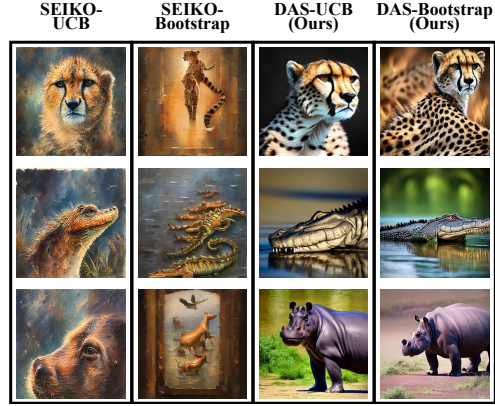 SEIKO-
UCB
SEIKO-
Bootstrap
DAS-UCB
(Ours)
DAS-Bootstrap
(Ours)